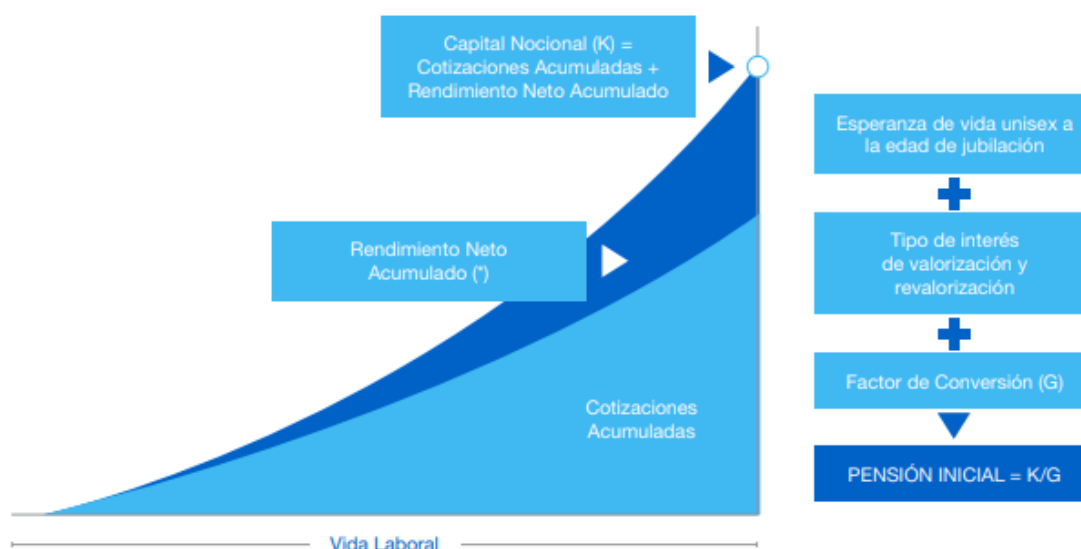 Capital Nocional (K) =
Cotizaciones Acumuladas +
Rendimiento Neto Acumulado
Rendimiento Neto
Acumulado (*)
Cotizaciones
Acumuladas
Vida Laboral
Esperanza de vida unisex a
la edad de jubilación
Tipo de interés
de valorización y
revalorización
Factor de Conversión (G)
PENSIÓN INICIAL = K/G